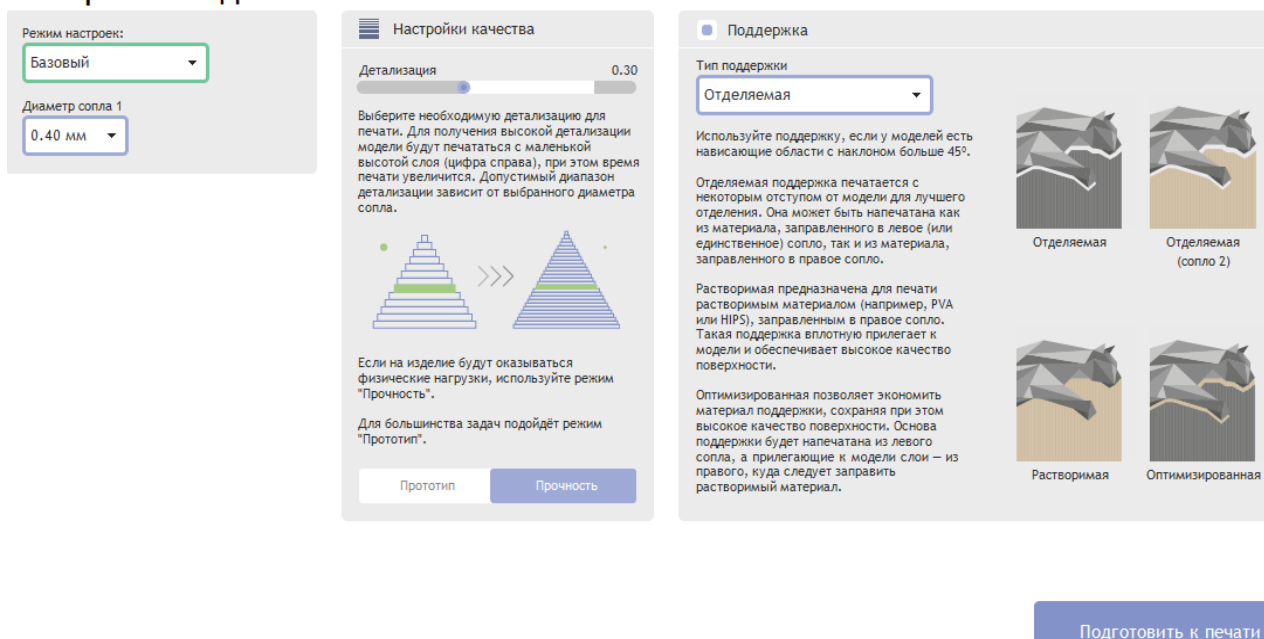 Режим настроек:
Базовый
Диаметр сопла 1
0.40 мм
Настройки качества
Детализация 0.30
Выберите необходимую детализацию для
печати. Для получения высокой детализации
модели будут печататься с маленькой
высотой слоя (цифра справа), при этом время
печати увеличится. Допустимый диапазон
детализации зависит от выбранного диаметра
сопла.
Если на изделие будут оказываться
физические нагрузки, используйте режим
"Прочность".
Для большинства задач подойдёт режим
"Прототип".
Прототип Прочность
Поддержка
Тип поддержки
Отделяемая
Используйте поддержку, если у моделей есть
нависающие области с наклоном больше 45º.
Отделяемая поддержка печатается с
некоторым отступом от модели для лучшего
отделения. Она может быть напечатана как
из материала, заправленного в левое (или
единственное) сопло, так и из материала,
заправленного в правое сопло.
Растворимая предназначена для печати
растворимым материалом (например, PVA
или HIPS), заправленным в правое сопло.
Такая поддержка вплотную прилегает к
модели и обеспечивает высокое качество
поверхности.
Оптимизированная позволяет экономить
материал поддержки, сохраняя при этом
высокое качество поверхности. Основа
поддержки будет напечатана из левого
сопла, а прилегающие к модели слои — из
правого, куда следует заправить
растворимый материал.
Отделяемая
Отделяемая
(сопло 2)
Растворимая
Оптимизированная
Подготовить к печати